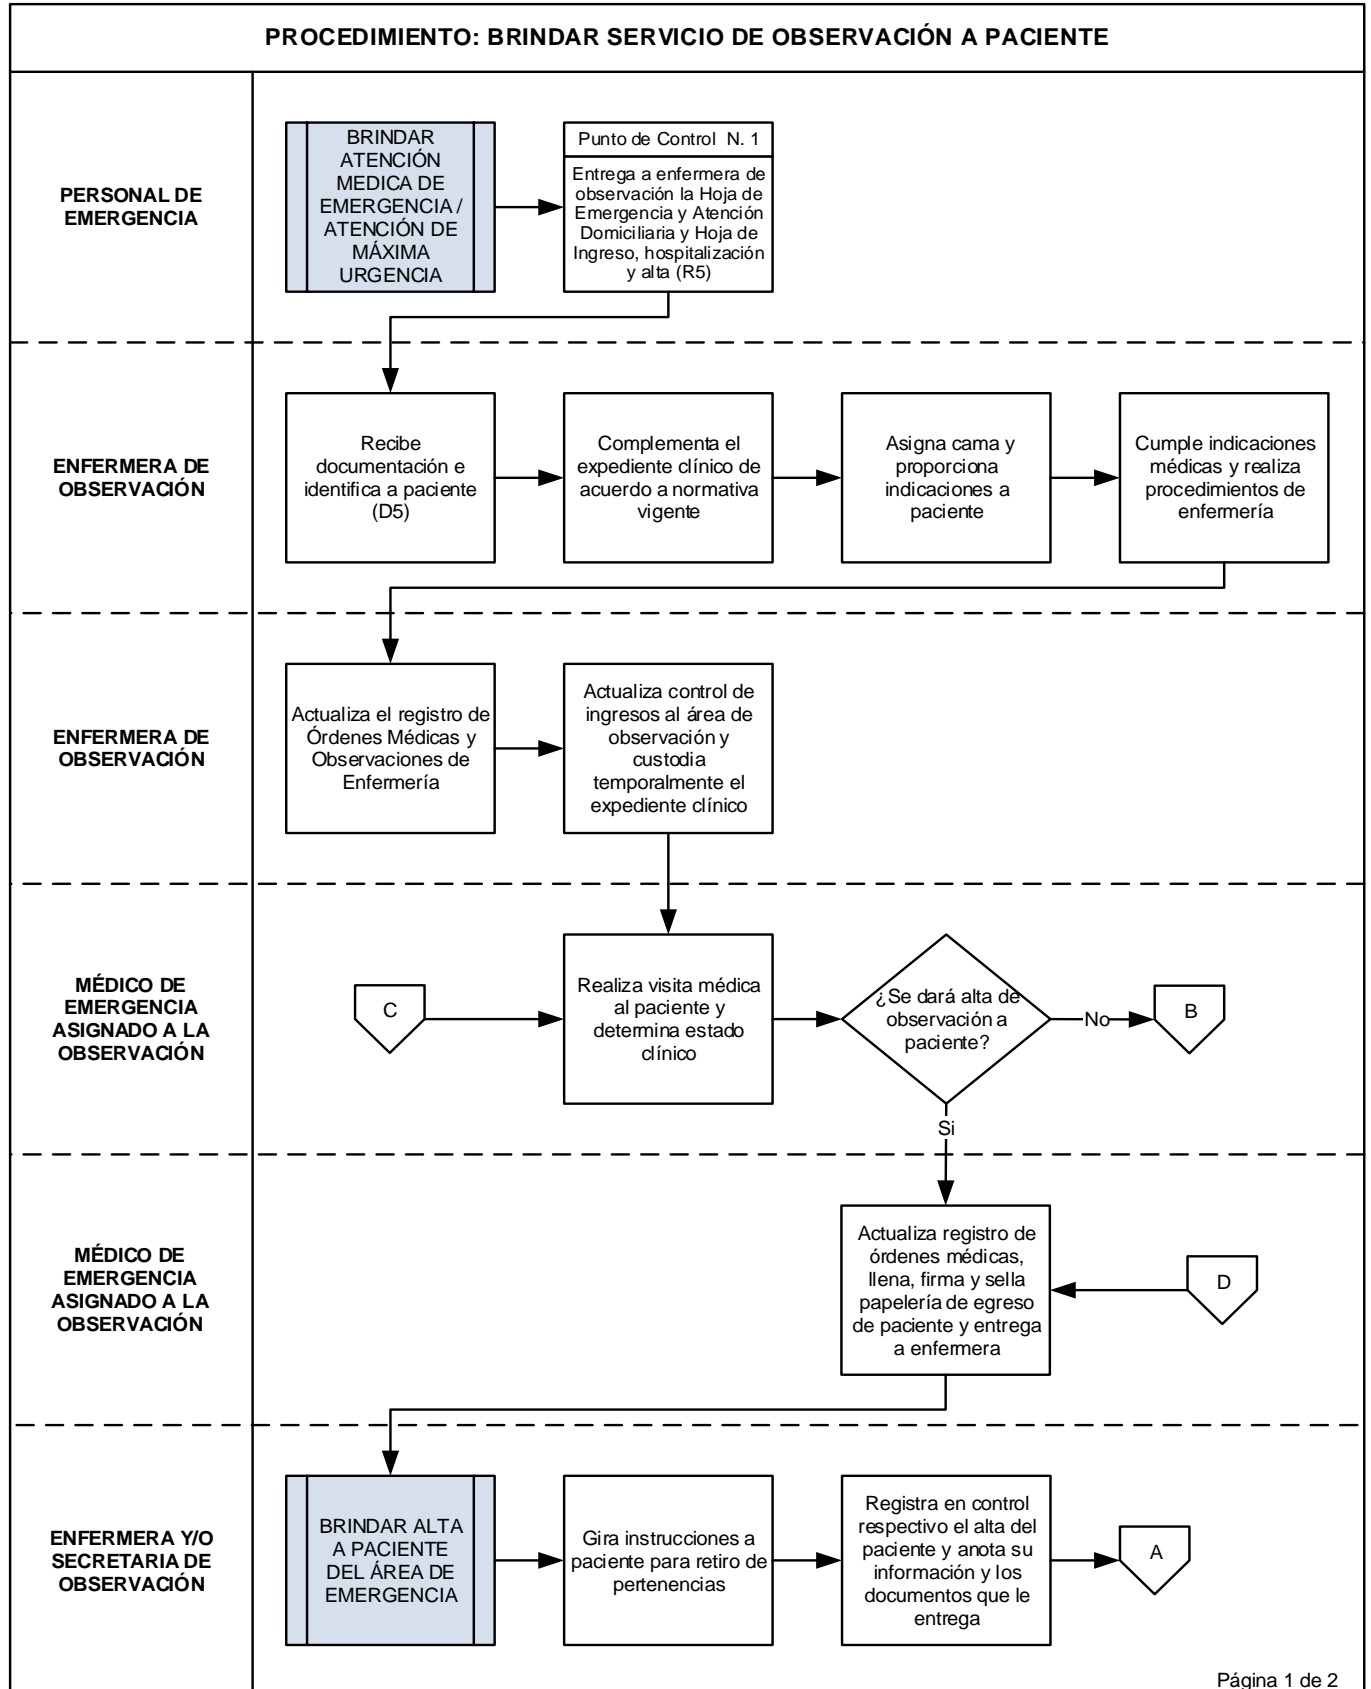 PROCEDIMIENTO: BRINDAR SERVICIO DE OBSERVACIÓN A PACIENTE
PERSONAL DE
EMERGENCIA
BRINDAR
ATENCIÓN
MEDICA DE
EMERGENCIA /
ATENCIÓN DE
MÁXIMA
URGENCIA
Punto de Control N. 1
Entrega a enfermera de
observación la Hoja de
Emergencia y Atención
Domiciliaria y Hoja de
Ingreso, hospitalización
y alta (R5)
ENFERMERA DE
OBSERVACIÓN
Recibe
documentación e
identifica a paciente
(D5)
Complementa el
expediente clínico de
acuerdo a normativa
vigente
Asigna cama y
proporciona
indicaciones a
paciente
Cumple indicaciones
médicas y realiza
procedimientos de
enfermería
ENFERMERA DE
OBSERVACIÓN
Actualiza el registro de
Órdenes Médicas y
Observaciones de
Enfermería
Actualiza control de
ingresos al área de
observación y
custodia
temporalmente el
expediente clínico
MÉDICO DE
EMERGENCIA
ASIGNADO A LA
OBSERVACIÓN
C
Realiza visita médica
al paciente y
determina estado
clínico
¿Se dará alta de
observación a
paciente?
No
B
Si
MÉDICO DE
EMERGENCIA
ASIGNADO A LA
OBSERVACIÓN
Actualiza registro de
órdenes médicas,
llena, firma y sella
papelería de egreso
de paciente y entrega
a enfermera
D
ENFERMERA Y/O
SECRETARIA DE
OBSERVACIÓN
BRINDAR ALTA
A PACIENTE
DEL ÁREA DE
EMERGENCIA
Gira instrucciones a
paciente para retiro de
pertenencias
Registra en control
respectivo el alta del
paciente y anota su
información y los
documentos que le
entrega
A
Página 1 de 2